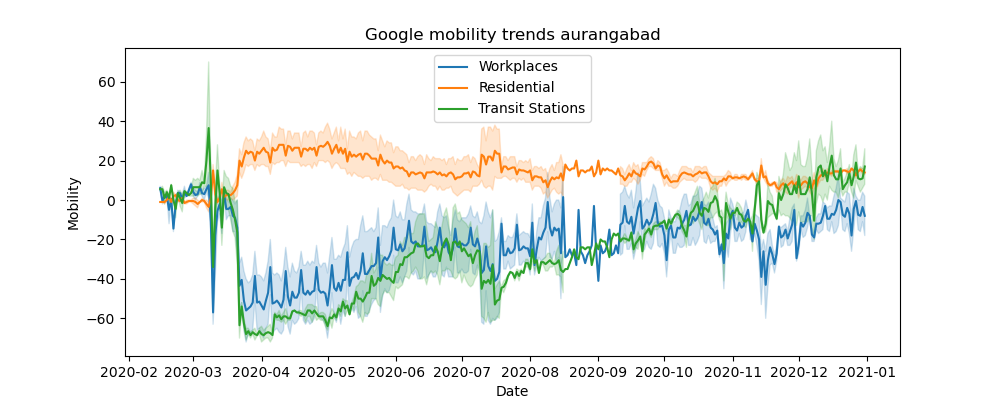 Google mobility trends aurangabad
Workplaces
Residential
Transit Stations
Mobility
60
40
20
0
−20
−40
−60
2020-02 2020-03 2020-04 2020-05 2020-06 2020-07 2020-08 2020-09 2020-10 2020-11 2020-12 2021-01
Date